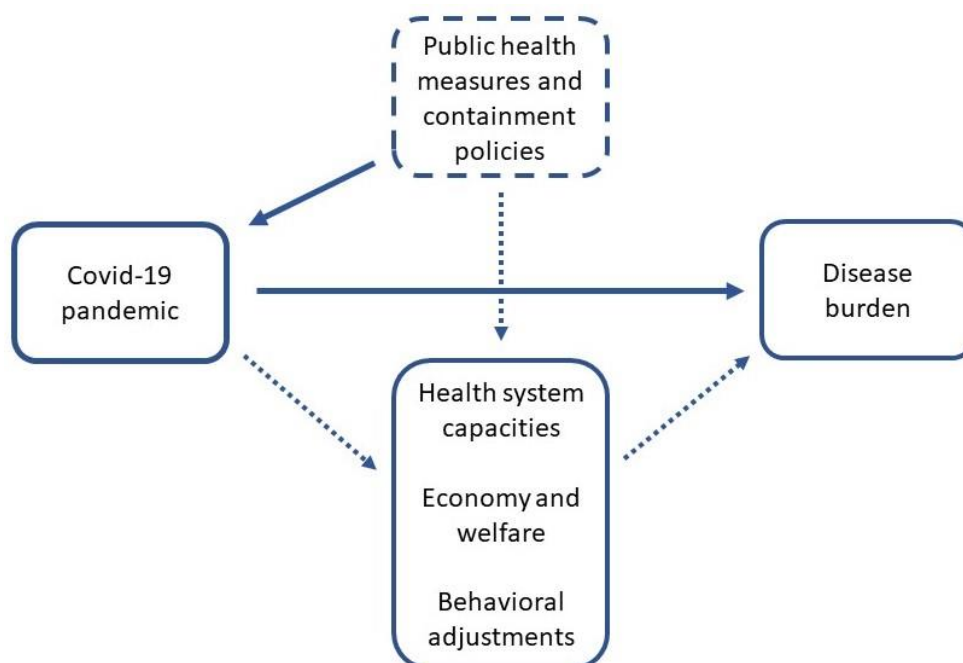 Public health
measures and
containment
policies
Covid-19
pandemic
Disease
burden
Health system
capacities
Economy and
welfare
Behavioral
adjustments